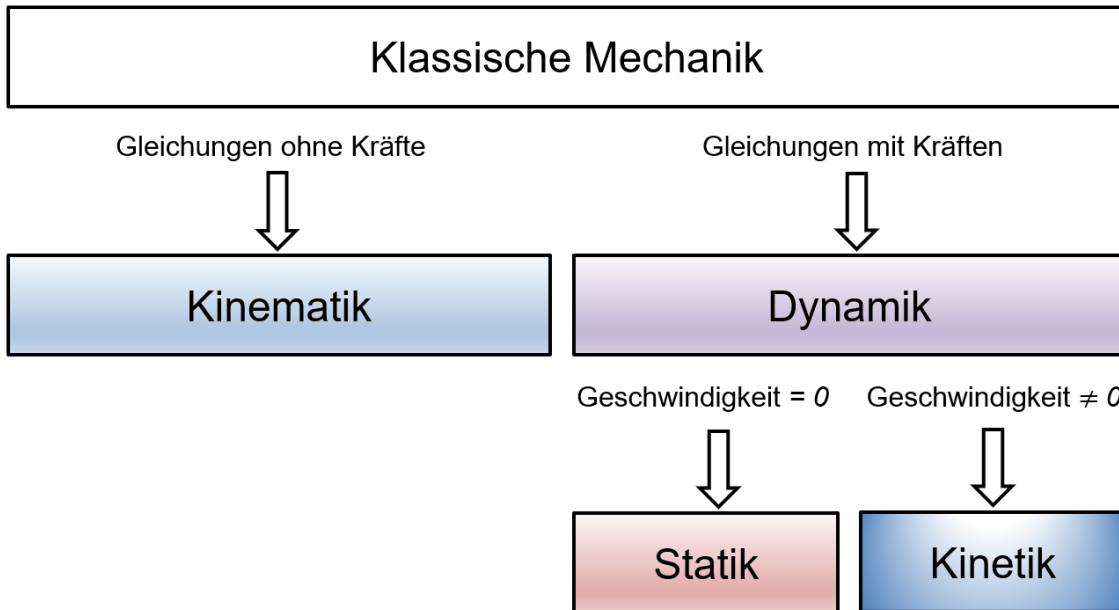 Klassische Mechanik
Gleichungen ohne Kräfte
Gleichungen mit Kräften
Kinematik
Dynamik
Geschwindigkeit = 0
Geschwindigkeit ≠ 0
Statik
Kinetik